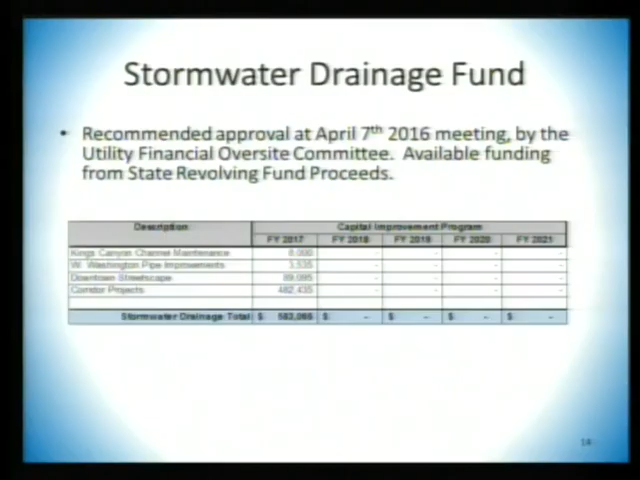 Stormwater Drainage Fund
• Recommended approval at April 7th 2016 meeting, by the
Utility Financial Oversite Committee. Available funding
from State Revolving Fund Proceeds.
Description Capital Improvement Program
FY 2017 FY 2018 FY 2019 FY 2020 FY 2021
Kings Canyon Channel Maintenance - - - -
W. Washington Pipe Improvements - - - -
Downtown Streetscape - - - -
Corridor Projects 482,435 - - - -
Stormwater Drainage Total $ $ - $ - $ - $ -